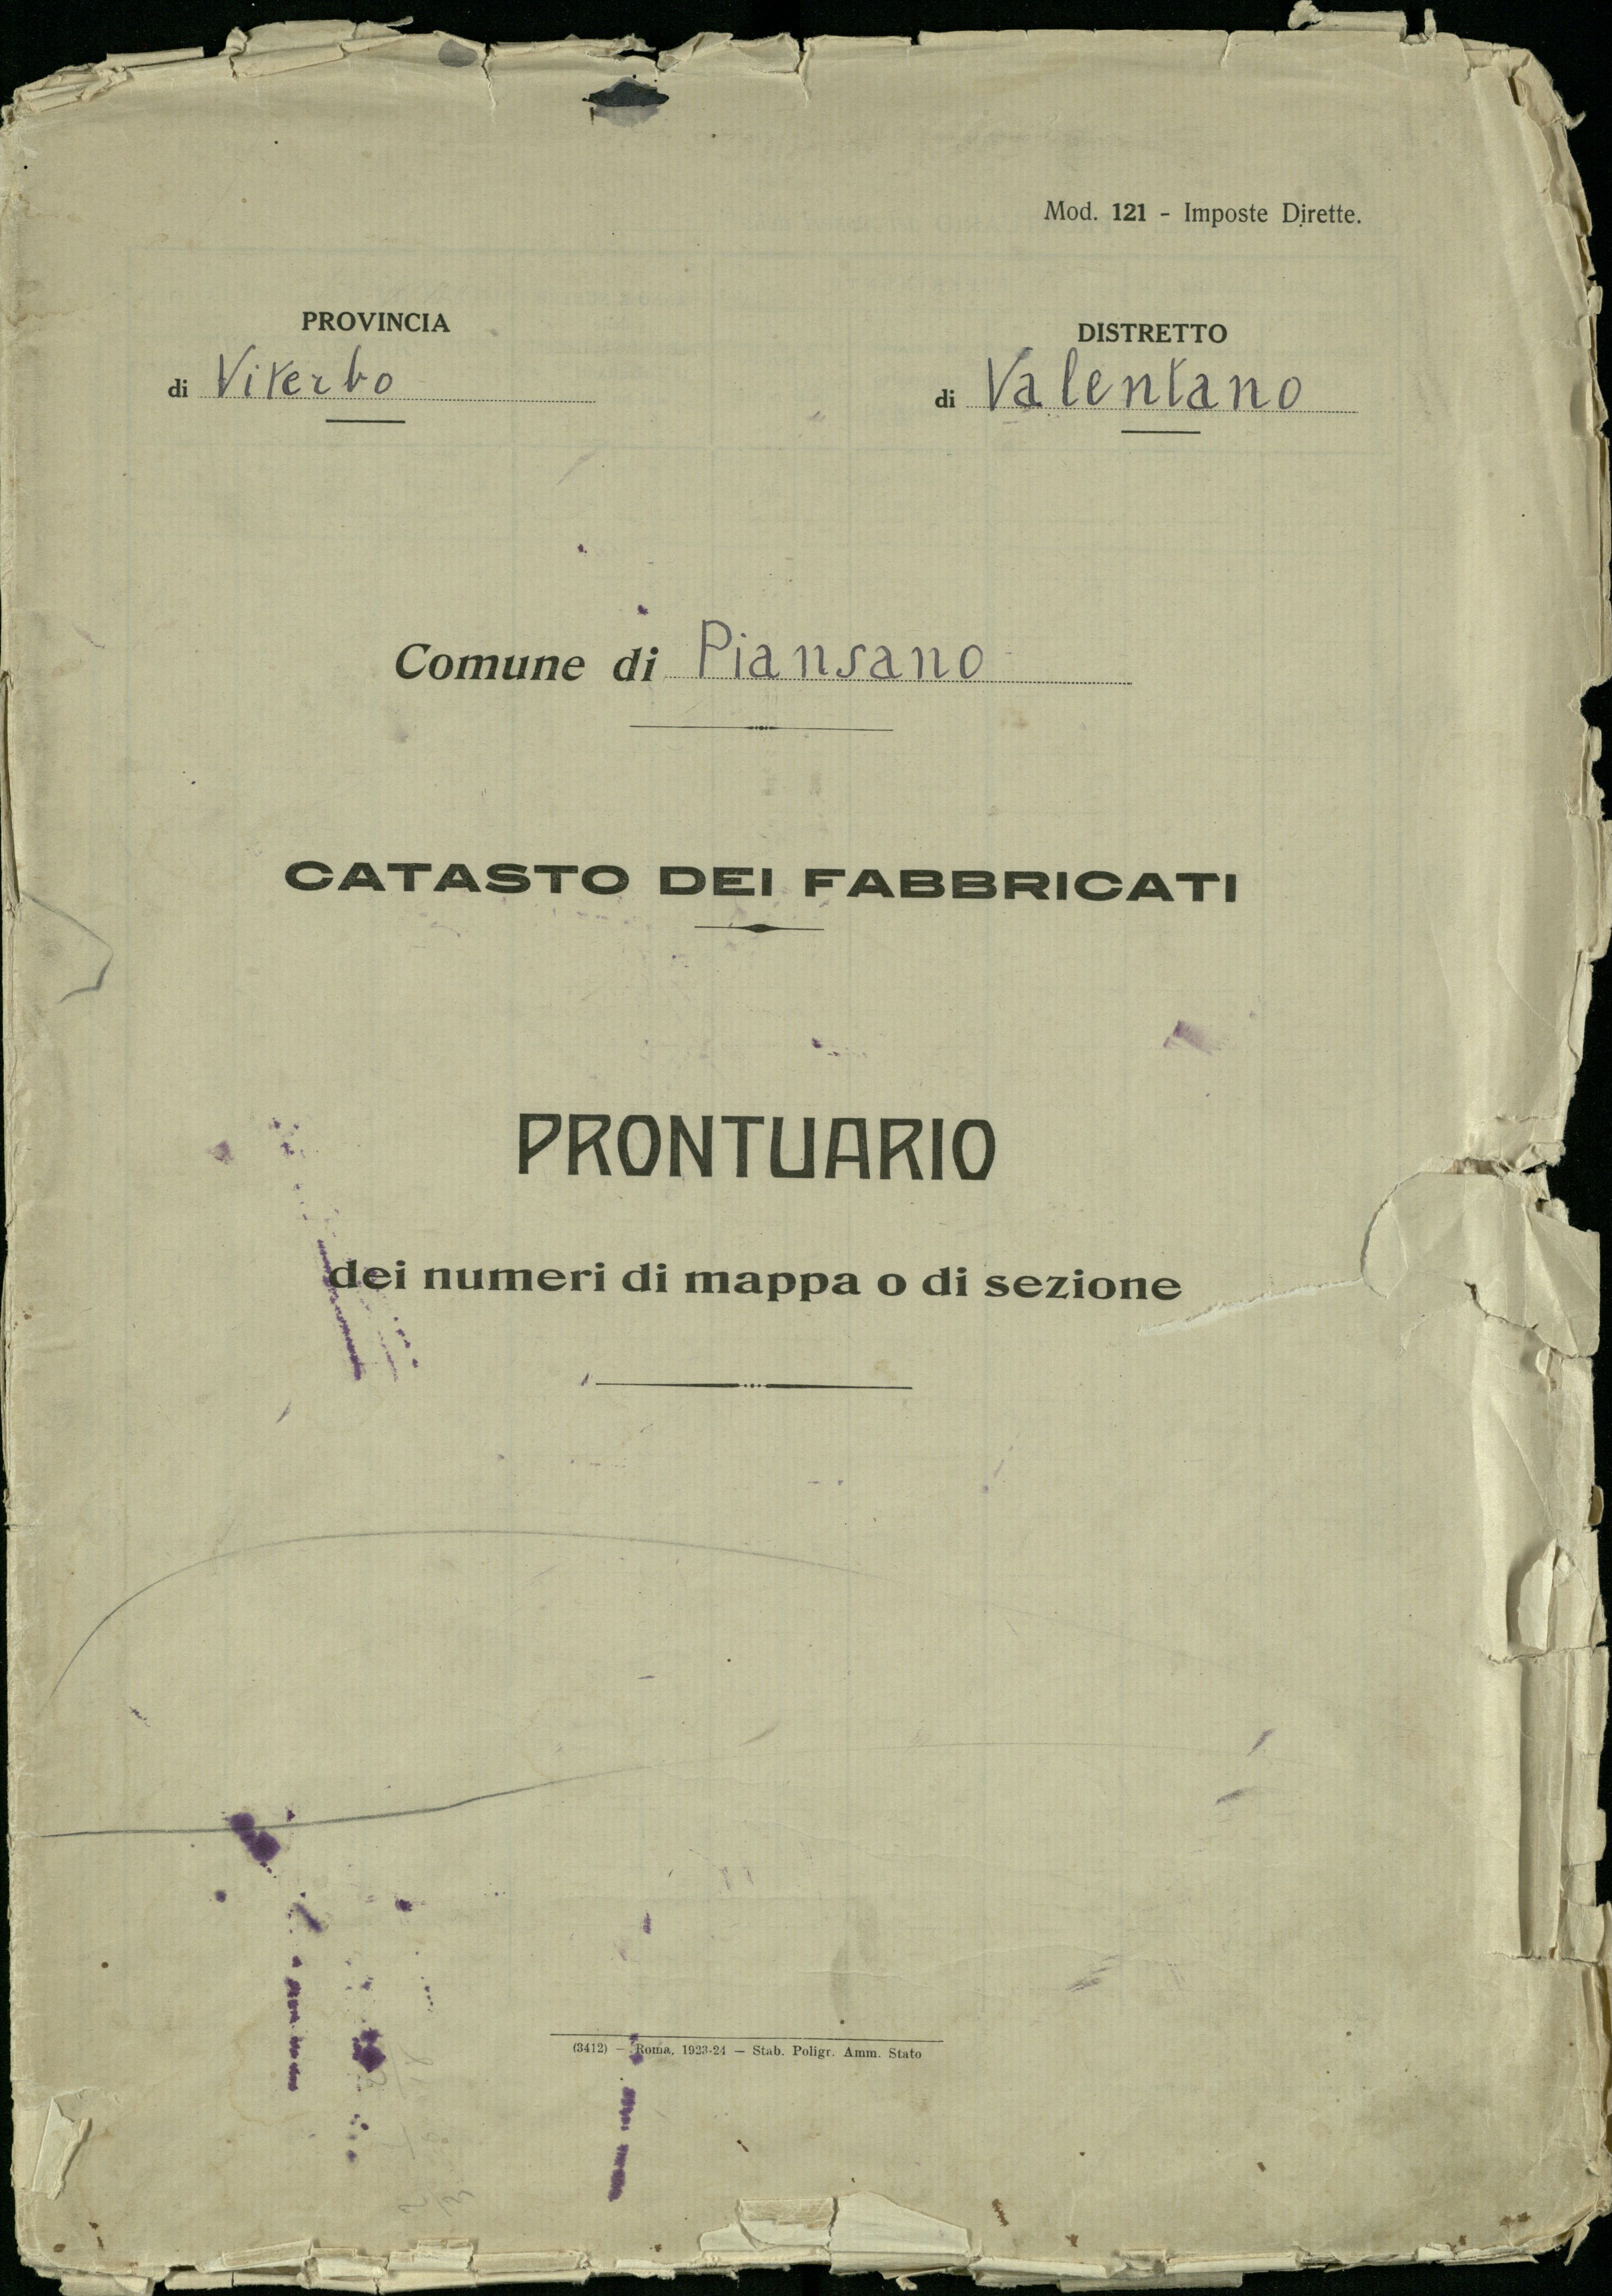 Mod. 121 - Imposte Dirette.
PROVINCIA
di Viterbo
DISTRETTO
di Valentano
Comune di Piansano
CATASTO DEI FABBRICATI
PRONTUARIO
dei numeri di mappa o di sezione
(3412) — Roma, 1923-24 — Stab. Poligr. Amm. Stato